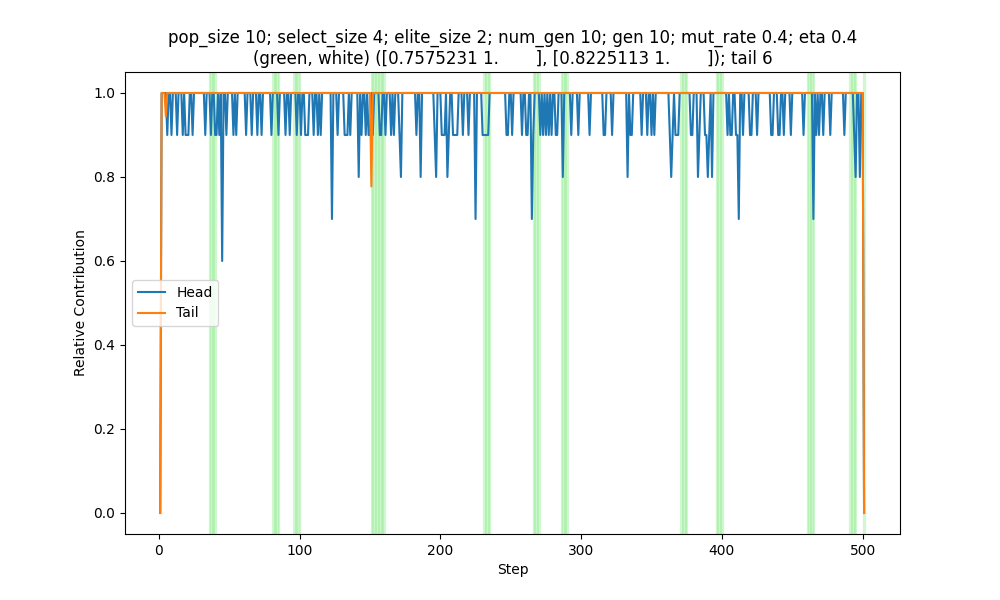 pop_size 10; select_size 4; elite_size 2; num_gen 10; gen 10; mut_rate 0.4; eta 0.4
(green, white) ([0.7575231 1.        ], [0.8225113 1.        ]); tail 6
1.0
0.8
0.6
0.4
0.2
0.0
Relative Contribution
Head
Tail
0
100
200
300
400
500
Step